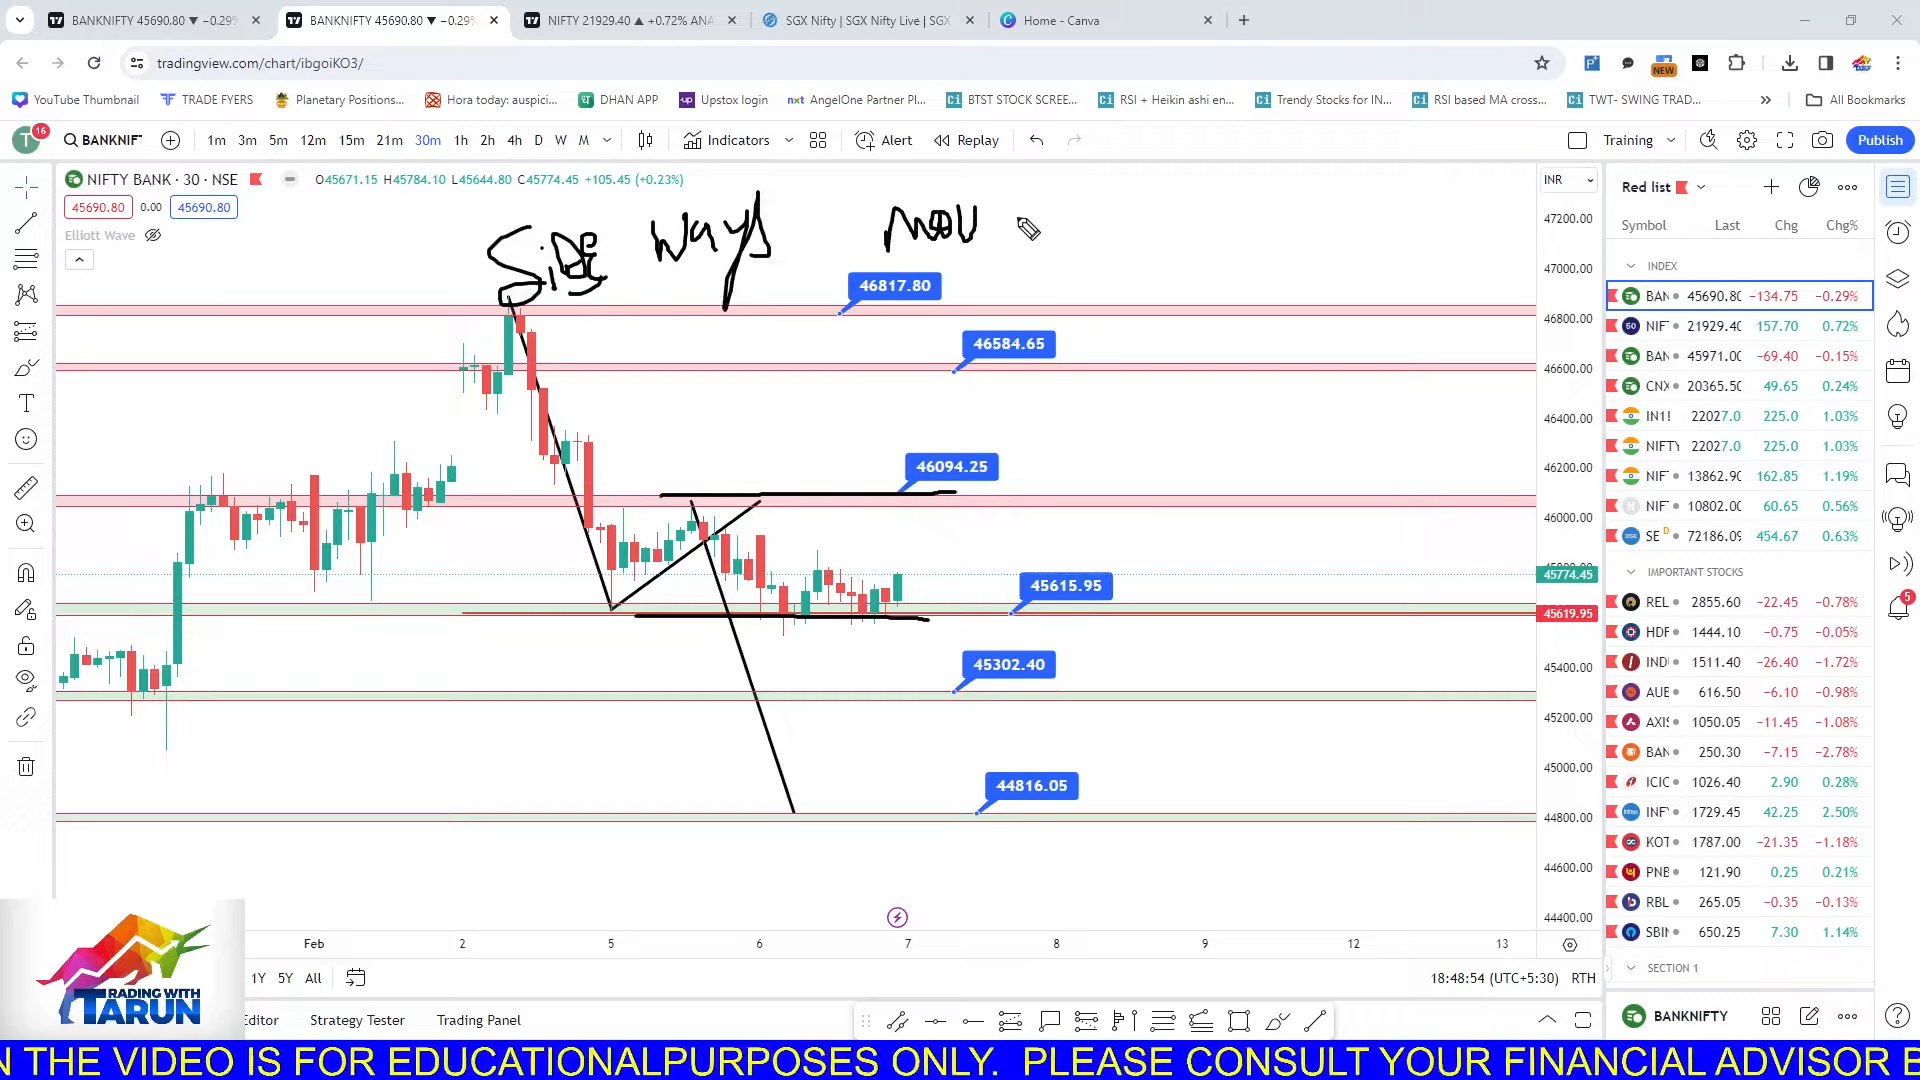 BANKNIFTY 45690.80 ▼ −0.29%
BANKNIFTY 45690.80 ▼ −0.29%
NIFTY 21929.40 ▲ +0.72% ANA
SGX Nifty | SGX Nifty Live | SGX
Home - Canva
tradingview.com/chart/ibgoiKO3/
NEW
YouTube Thumbnail
TRADE FYERS
Planetary Positions...
Hora today: auspici...
DHAN APP
Upstox login
AngelOne Partner Pl...
BTST STOCK SCREE...
RSI + Heikin ashi en...
Trendy Stocks for IN...
RSI based MA cross...
TWT- SWING TRAD...
All Bookmarks
T 16
BANKNIF
1m 3m 5m 12m 15m 21m 30m 1h 2h 4h D W M
Indicators
Alert
Replay
Training
Publish
NIFTY BANK · 30 · NSE
O45671.15 H45784.10 L45644.80 C45774.45 +105.45 (+0.23%)
45690.80 0.00 45690.80
Elliott Wave
SiDE Ways mov
46817.80
46584.65
46094.25
45615.95
45302.40
44816.05
INR
47200.00
47000.00
46800.00
46600.00
46400.00
46200.00
46000.00
45774.45
45619.95
45400.00
45200.00
45000.00
44800.00
44600.00
44400.00
Feb 2 5 6 7 8 9 12 13
1Y 5Y All
18:48:54 (UTC+5:30) RTH
Editor
Strategy Tester
Trading Panel
TRADING WITH
TARUN
Red list
Symbol Last Chg Chg%
INDEX
BAN 45690.80 −134.75 −0.29%
NIF 21929.40 157.70 0.72%
BAN 45971.00 −69.40 −0.15%
CNX 20365.50 49.65 0.24%
IN1! 22027.0 225.0 1.03%
NIFTY 22027.0 225.0 1.03%
NIF 13862.90 162.85 1.19%
NIF 10802.00 60.65 0.56%
SE D 72186.09 454.67 0.63%
IMPORTANT STOCKS
REL 2855.60 −22.45 −0.78%
HDF 1444.10 −0.75 −0.05%
IND 1511.40 −26.40 −1.72%
AUE 616.50 −6.10 −0.98%
AXIS 1050.05 −11.45 −1.08%
BAN 250.30 −7.15 −2.78%
ICIC 1026.40 2.90 0.28%
INF 1729.45 42.25 2.50%
KOT 1787.00 −21.35 −1.18%
PNB 121.90 0.25 0.21%
RBL 265.05 −0.35 −0.13%
SBIN 650.25 7.30 1.14%
SECTION 1
BANKNIFTY
5
N THE VIDEO IS FOR EDUCATIONALPURPOSES ONLY. PLEASE CONSULT YOUR FINANCIAL ADVISOR B